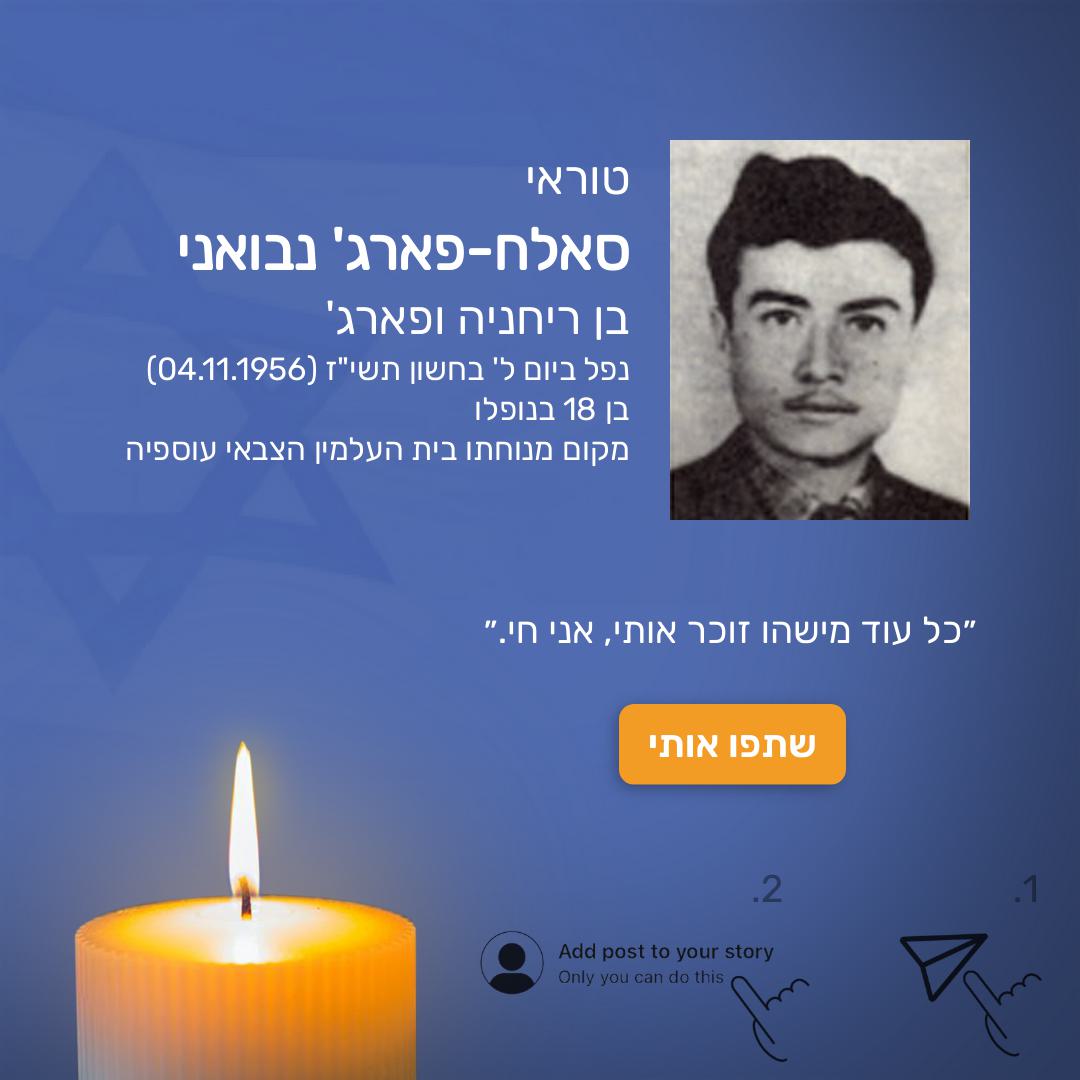 טוראי
סאלח-פארג' נבואני
בן ריחניה ופארג'
נפל ביום ל' בחשון תשי"ז (04.11.1956)
בן 18 בנופלו
מקום מנוחתו בית העלמין הצבאי עוספיה
״כל עוד מישהו זוכר אותי, אני חי.״
שתפו אותי
.1
.2
Add post to your story
Only you can do this